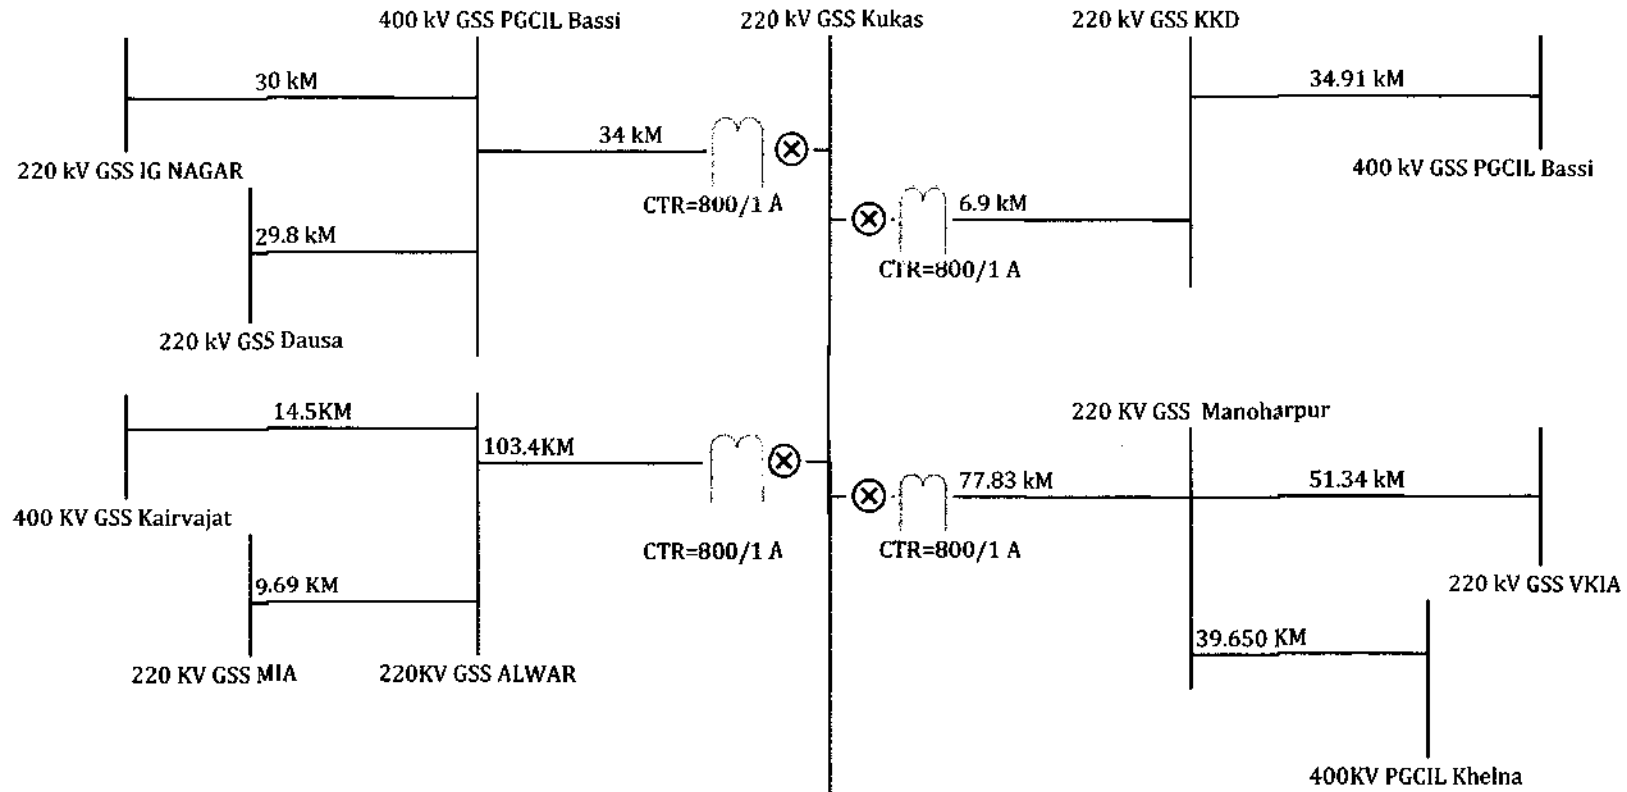 400 kV GSS PGCIL Bassi
220 kV GSS Kukas
220 kV GSS KKD
30 kM
34.91 kM
34 kM
220 kV GSS IG NAGAR
400 kV GSS PGCIL Bassi
CTR=800/1 A
6.9 kM
29.8 kM
CTR=800/1 A
220 kV GSS Dausa
14.5KM
220 KV GSS Manoharpur
103.4KM
77.83 kM
51.34 kM
400 KV GSS Kairvajat
CTR=800/1 A
CTR=800/1 A
9.69 KM
220 kV GSS VKIA
39.650 KM
220 KV GSS MIA
220KV GSS ALWAR
400KV PGCIL Khelna